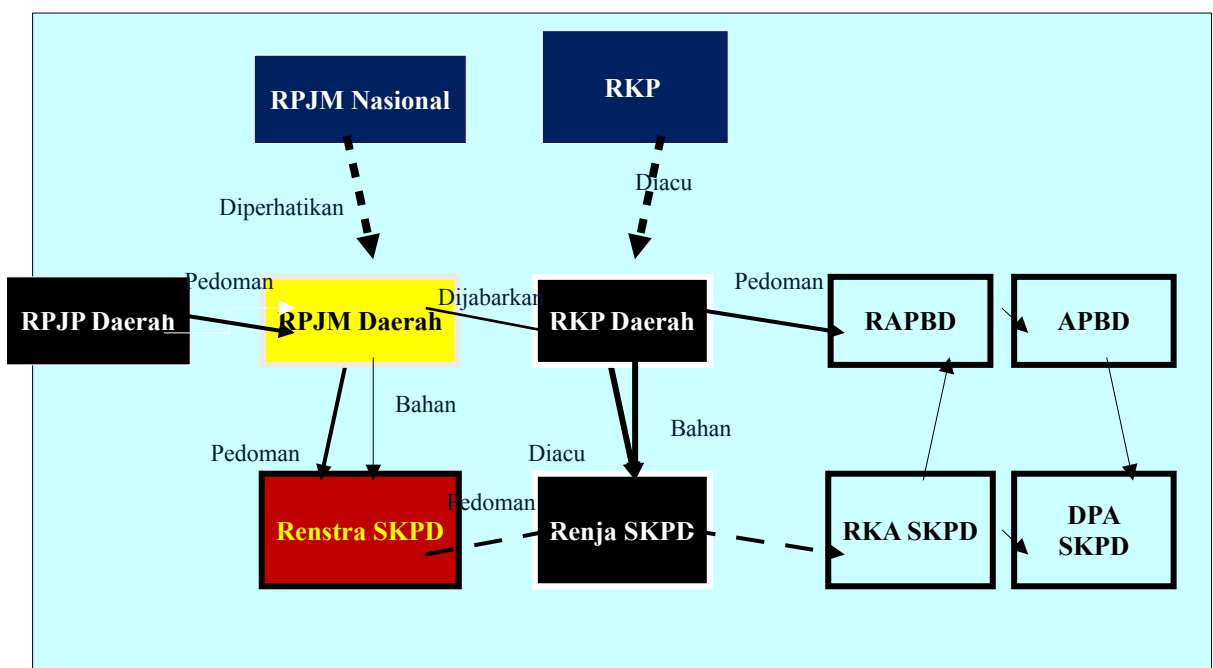 RPJM Nasional
RKP
Diperhatikan
Diacu
RPJP Daerah
Pedoman
RPJM Daerah
Dijabarkan
RKP Daerah
Pedoman
RAPBD
APBD
Pedoman
Bahan
Diacu
Bahan
Renstra SKPD
Pedoman
Renja SKPD
RKA SKPD
DPA
SKPD